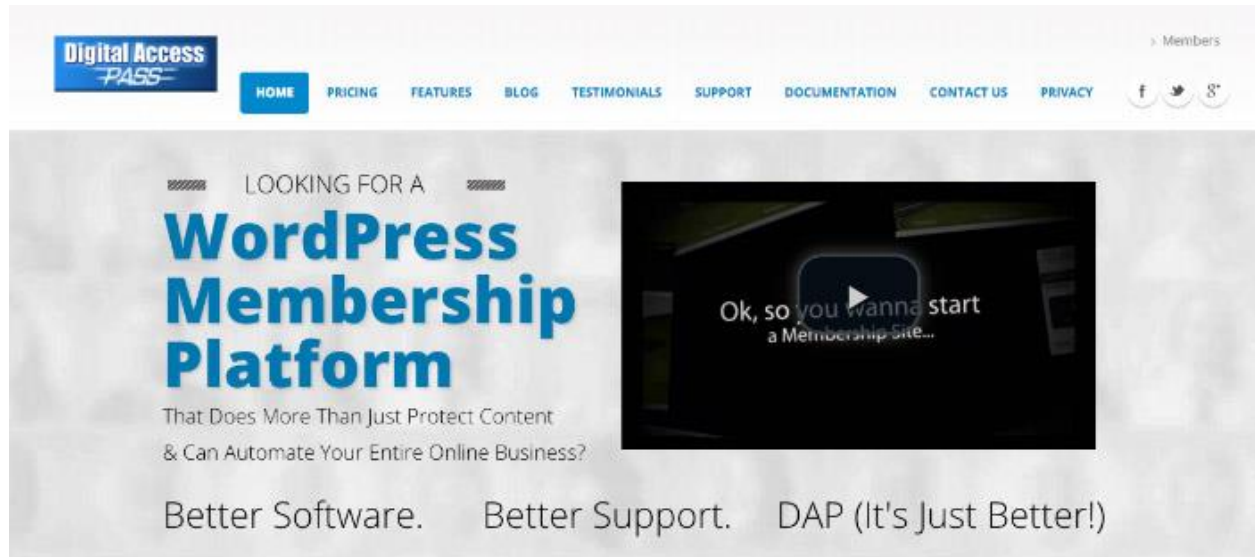 Digital Access
PASS
› Members
HOME PRICING FEATURES BLOG TESTIMONIALS SUPPORT DOCUMENTATION CONTACT US PRIVACY f g+
LOOKING FOR A
WordPress
Membership
Platform
That Does More Than Just Protect Content
& Can Automate Your Entire Online Business?
Ok, so you wanna start
a Membership Site...
Better Software. Better Support. DAP (It's Just Better!)